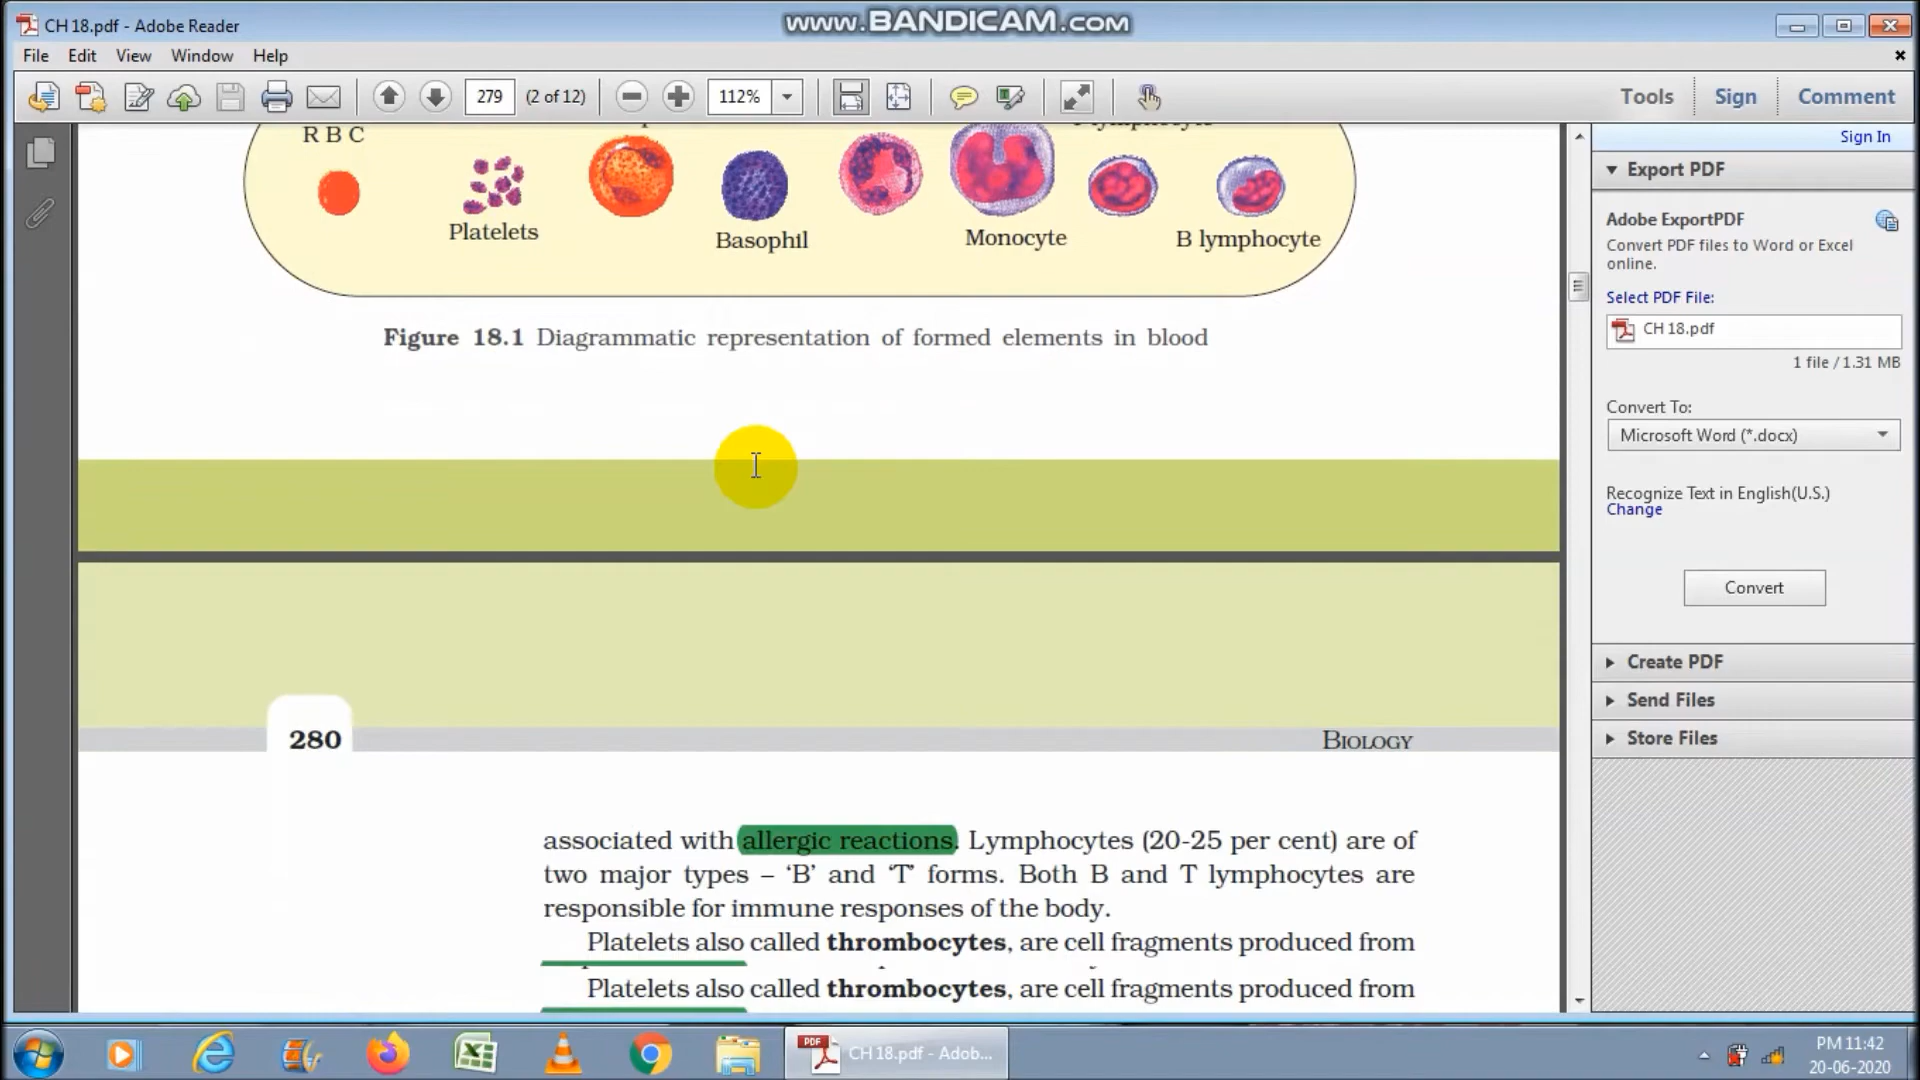 CH 18.pdf - Adobe Reader
www.BANDICAM.com
File Edit View Window Help
279 (2 of 12) 112% Tools Sign Comment
Sign In
R B C
Platelets
Basophil
Monocyte
B lymphocyte
Figure 18.1 Diagrammatic representation of formed elements in blood
280
BIOLOGY
associated with allergic reactions. Lymphocytes (20-25 per cent) are of
two major types – ‘B’ and ‘T’ forms. Both B and T lymphocytes are
responsible for immune responses of the body.
Platelets also called thrombocytes, are cell fragments produced from
Platelets also called thrombocytes, are cell fragments produced from
Export PDF
Adobe ExportPDF
Convert PDF files to Word or Excel
online.
Select PDF File:
CH 18.pdf
1 file / 1.31 MB
Convert To:
Microsoft Word (*.docx)
Recognize Text in English(U.S.)
Change
Convert
Create PDF
Send Files
Store Files
PDF
CH 18.pdf - Adob...
PM 11:42
20-06-2020